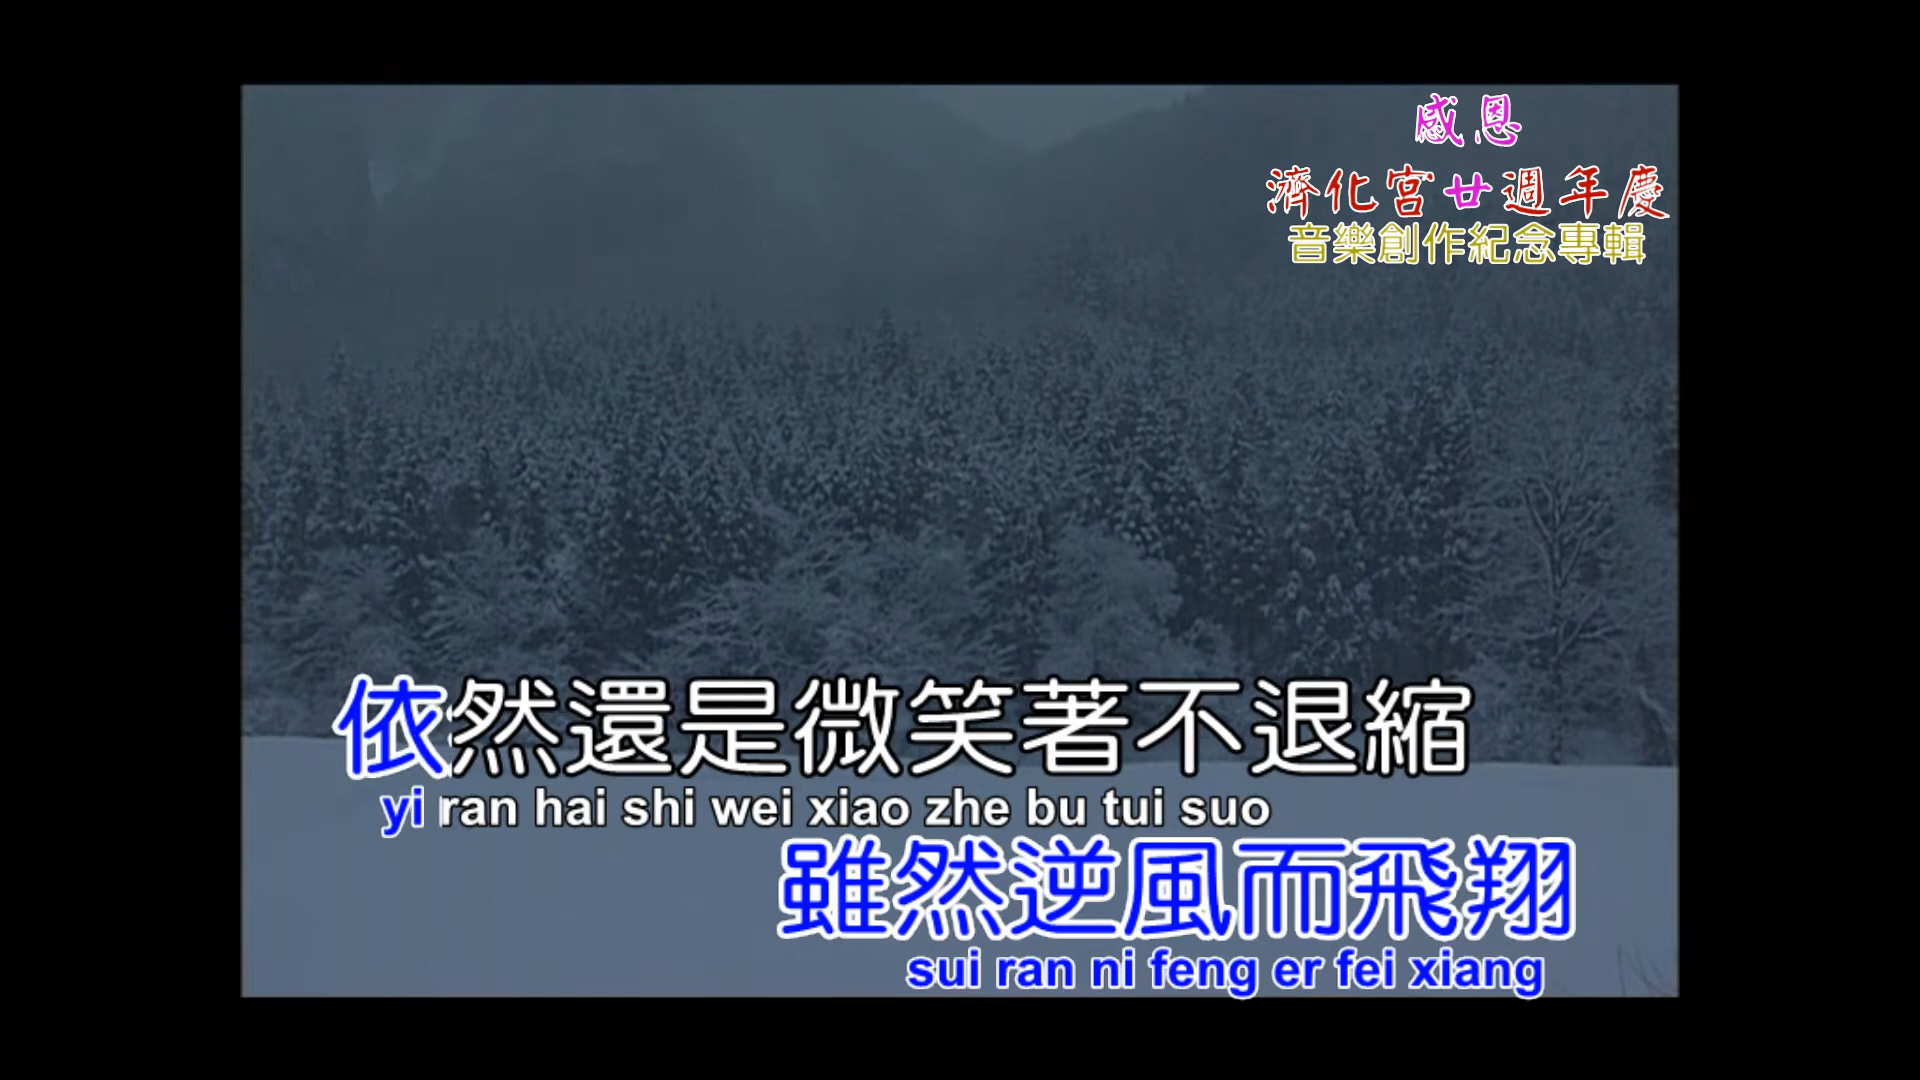 感恩
濟化宮廿週年慶
音樂創作紀念專輯
依然還是微笑著不退縮
yi ran hai shi wei xiao zhe bu tui suo
雖然逆風而飛翔
sui ran ni feng er fei xiang